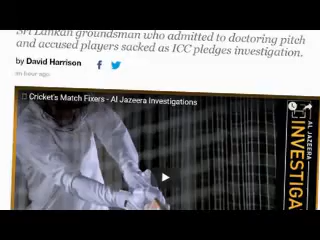 Sri Lankan groundsman who admitted to doctoring pitch
and accused players sacked as ICC pledges investigation.
by David Harrison
an hour ago
Cricket's Match Fixers - Al Jazeera Investigations
AL JAZEERA
INVESTIGA